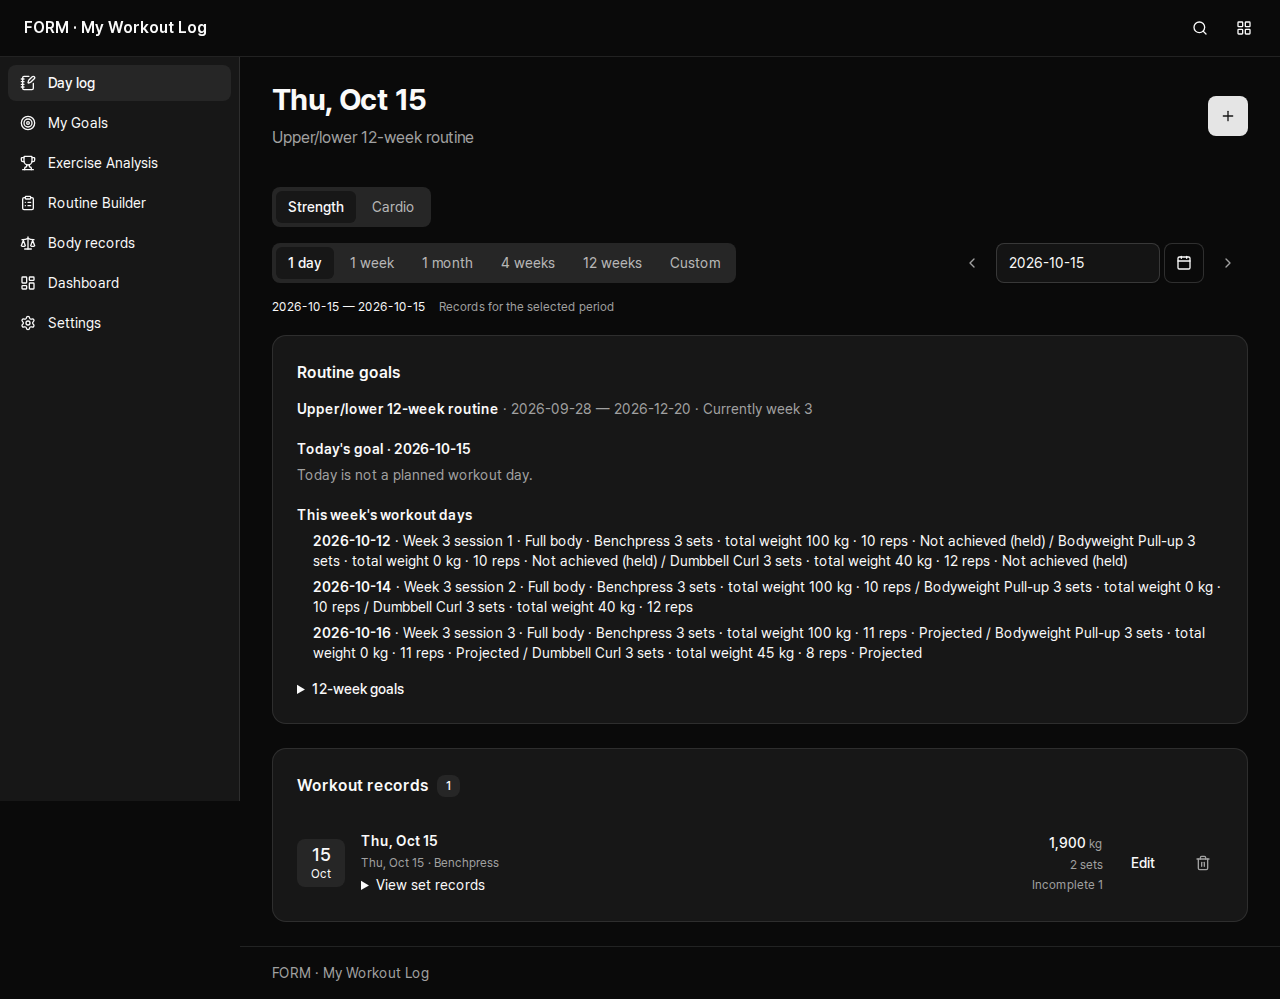 FORM · My Workout Log
Day log
My Goals
Exercise Analysis
Routine Builder
Body records
Dashboard
Settings
Thu, Oct 15
Upper/lower 12-week routine
Strength
Cardio
1 day
1 week
1 month
4 weeks
12 weeks
Custom
2026-10-15
2026-10-15 — 2026-10-15 Records for the selected period
Routine goals
Upper/lower 12-week routine · 2026-09-28 — 2026-12-20 · Currently week 3
Today's goal · 2026-10-15
Today is not a planned workout day.
This week's workout days
2026-10-12 · Week 3 session 1 · Full body · Benchpress 3 sets · total weight 100 kg · 10 reps · Not achieved (held) / Bodyweight Pull-up 3
sets · total weight 0 kg · 10 reps · Not achieved (held) / Dumbbell Curl 3 sets · total weight 40 kg · 12 reps · Not achieved (held)
2026-10-14 · Week 3 session 2 · Full body · Benchpress 3 sets · total weight 100 kg · 10 reps / Bodyweight Pull-up 3 sets · total weight 0 kg ·
10 reps / Dumbbell Curl 3 sets · total weight 40 kg · 12 reps
2026-10-16 · Week 3 session 3 · Full body · Benchpress 3 sets · total weight 100 kg · 11 reps · Projected / Bodyweight Pull-up 3 sets · total
weight 0 kg · 11 reps · Projected / Dumbbell Curl 3 sets · total weight 45 kg · 8 reps · Projected
12-week goals
Workout records 1
15
Oct
Thu, Oct 15
Thu, Oct 15 · Benchpress
View set records
1,900 kg
2 sets
Incomplete 1
Edit
FORM · My Workout Log